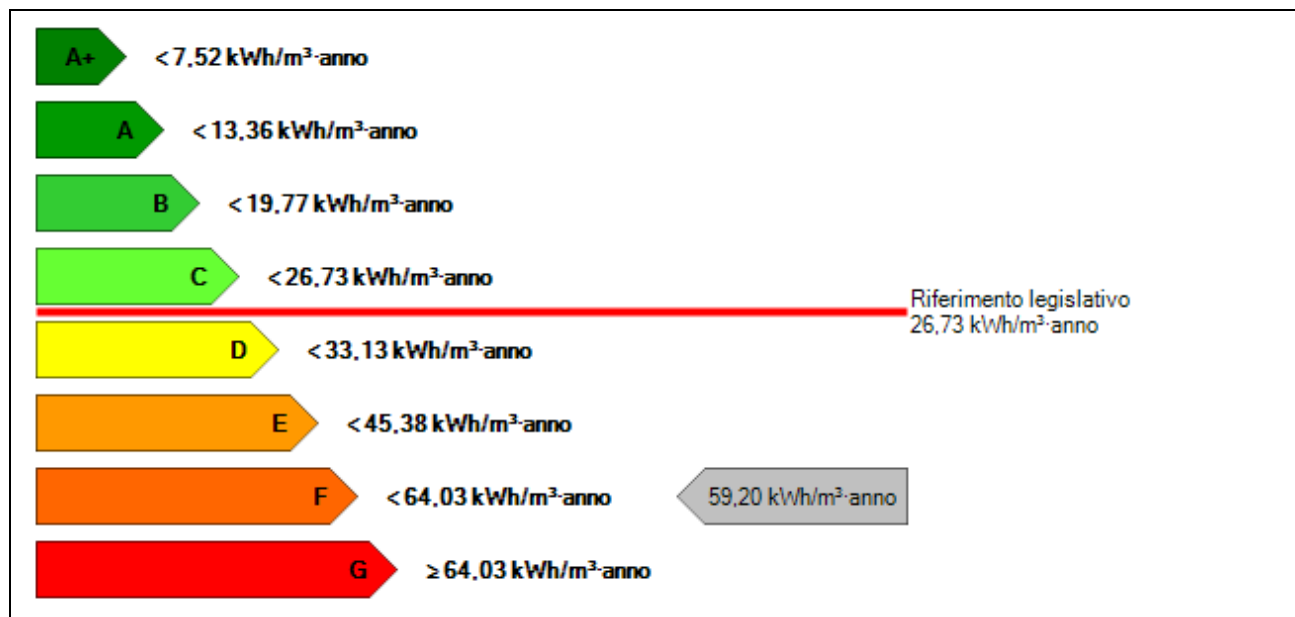 A+ <7,52 kWh/m³·anno
A <13,36 kWh/m³·anno
B <19,77 kWh/m³·anno
C <26,73 kWh/m³·anno
Riferimento legislativo
26,73 kWh/m³·anno
D <33,13 kWh/m³·anno
E <45,38 kWh/m³·anno
F <64,03 kWh/m³·anno 59,20 kWh/m³·anno
G ≥64,03 kWh/m³·anno